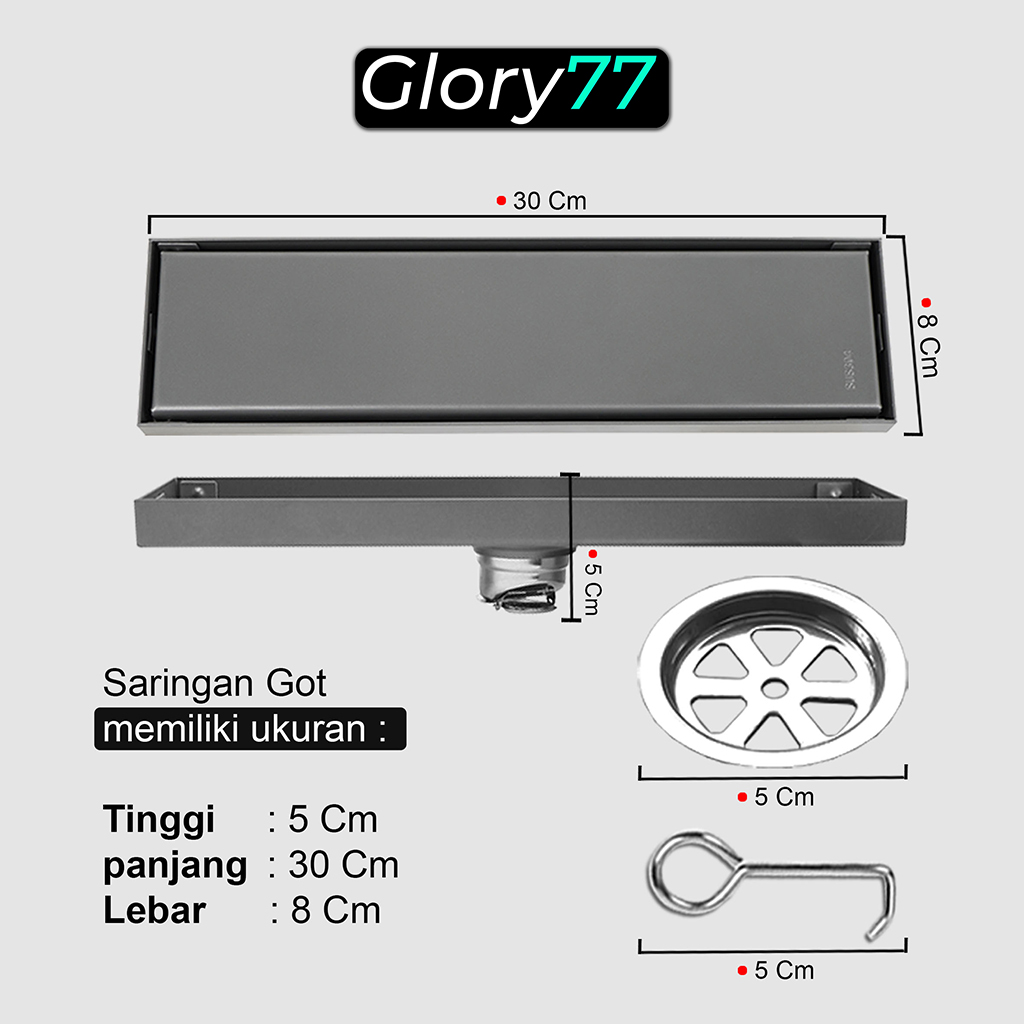 Glory77
• 30 Cm
• 8 Cm
SUS304
• 5 Cm
Saringan Got
memiliki ukuran :
• 5 Cm
Tinggi : 5 Cm
panjang : 30 Cm
Lebar : 8 Cm
• 5 Cm